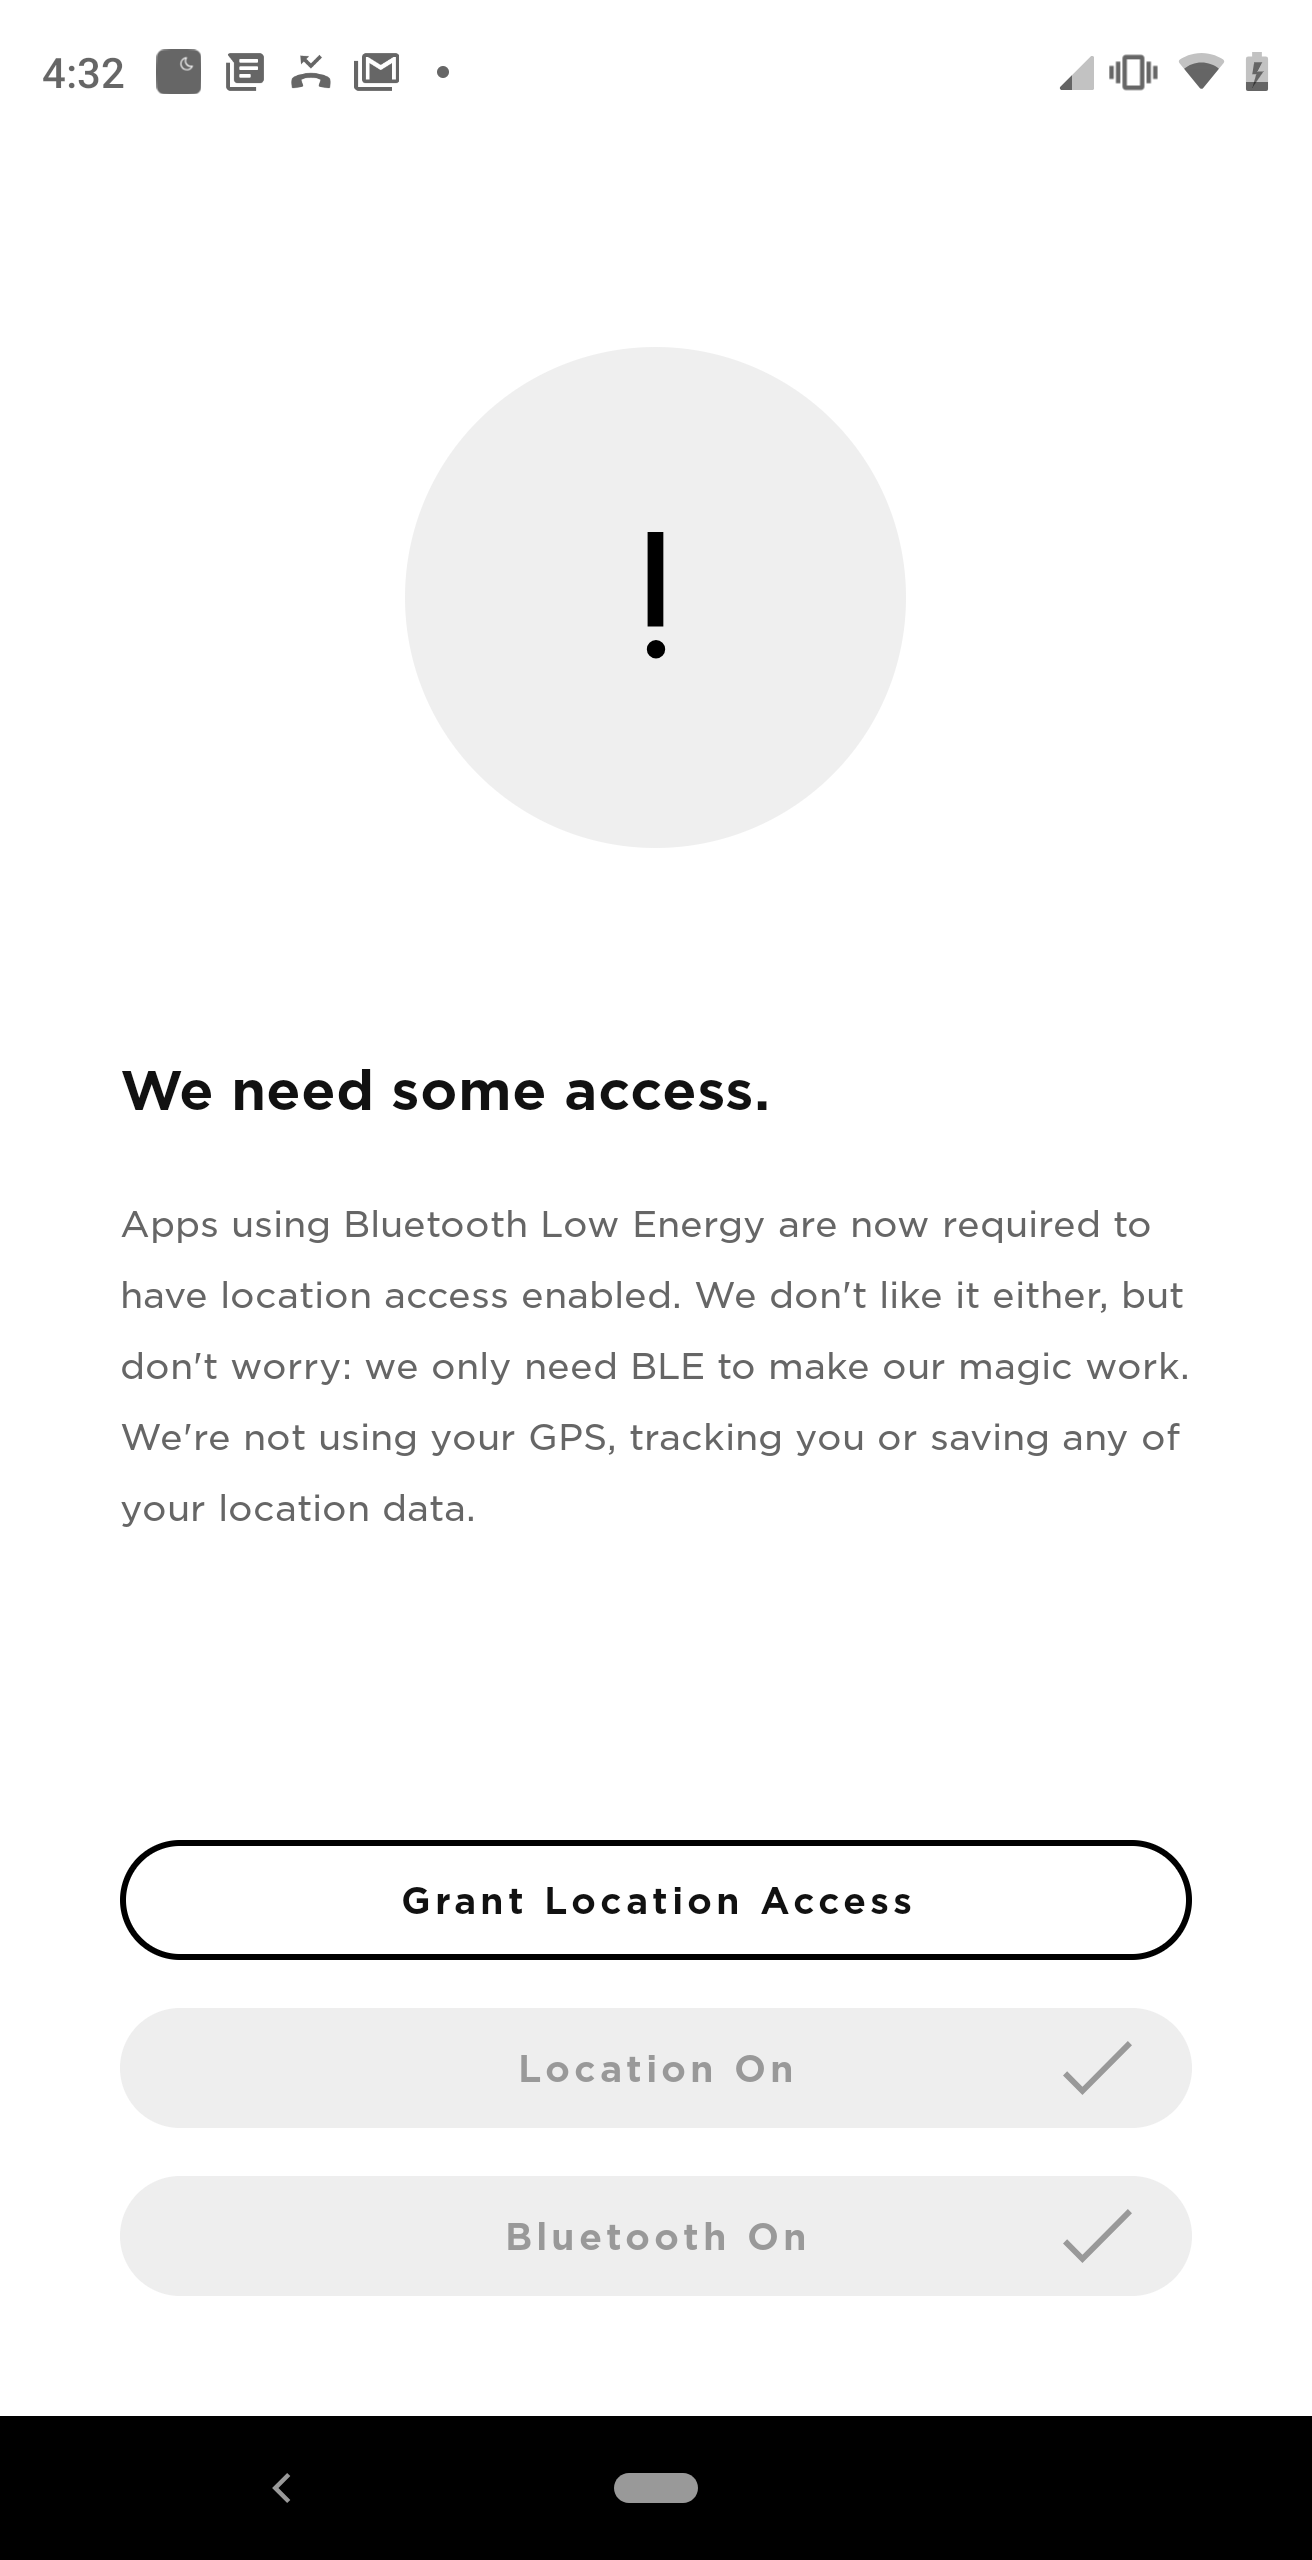 4:32
!
We need some access.
Apps using Bluetooth Low Energy are now required to
have location access enabled. We don't like it either, but
don't worry: we only need BLE to make our magic work.
We're not using your GPS, tracking you or saving any of
your location data.
Grant Location Access
Location On
Bluetooth On